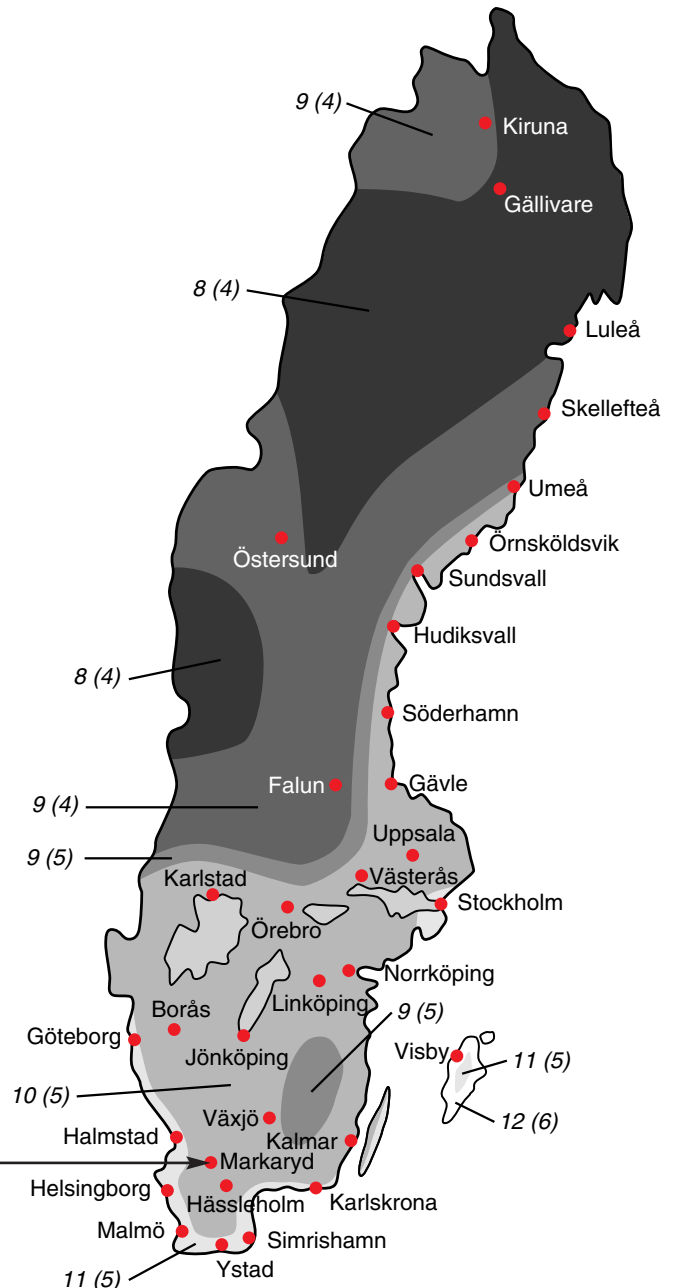 9 (4)
Kiruna
Gällivare
8 (4)
Luleå
Skellefteå
Umeå
Örnsköldsvik
Östersund
Sundsvall
Hudiksvall
8 (4)
Söderhamn
Falun
Gävle
9 (4)
Uppsala
9 (5)
Karlstad
Västerås
Stockholm
Örebro
Norrköping
Linköping
Borås
9 (5)
Göteborg
Jönköping
Visby
11 (5)
10 (5)
Växjö
12 (6)
Halmstad
Kalmar
Markaryd
Helsingborg
Hässleholm
Karlskrona
Malmö
Simrishamn
Ystad
11 (5)